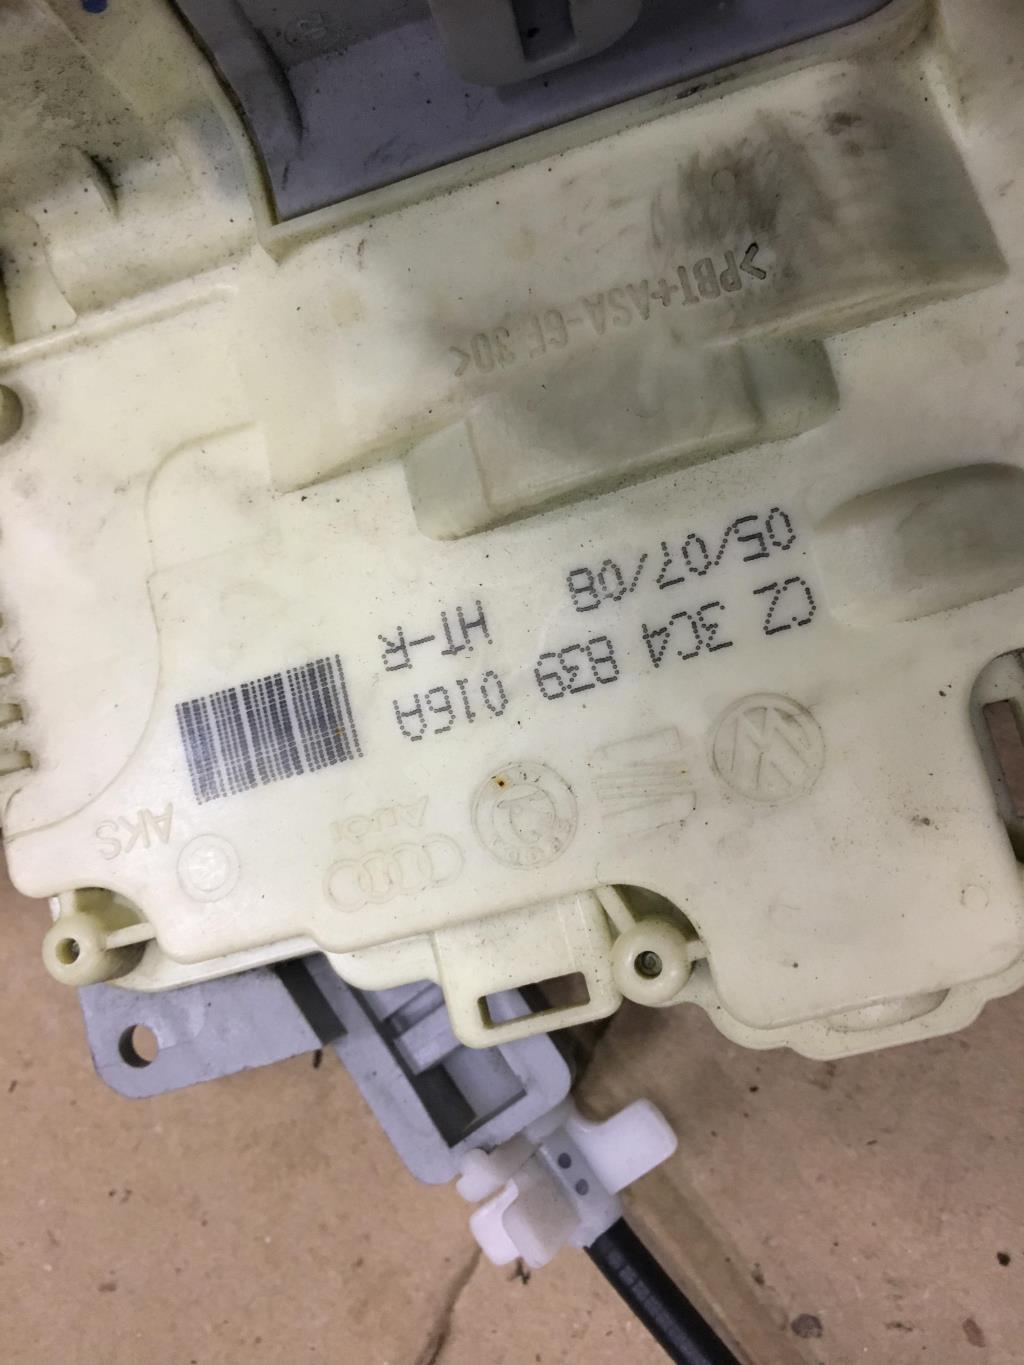 AUDI
AKS
CZ 3C4 839 016A
05/07/08 HT-R
>PBT+ASA-GF 30<